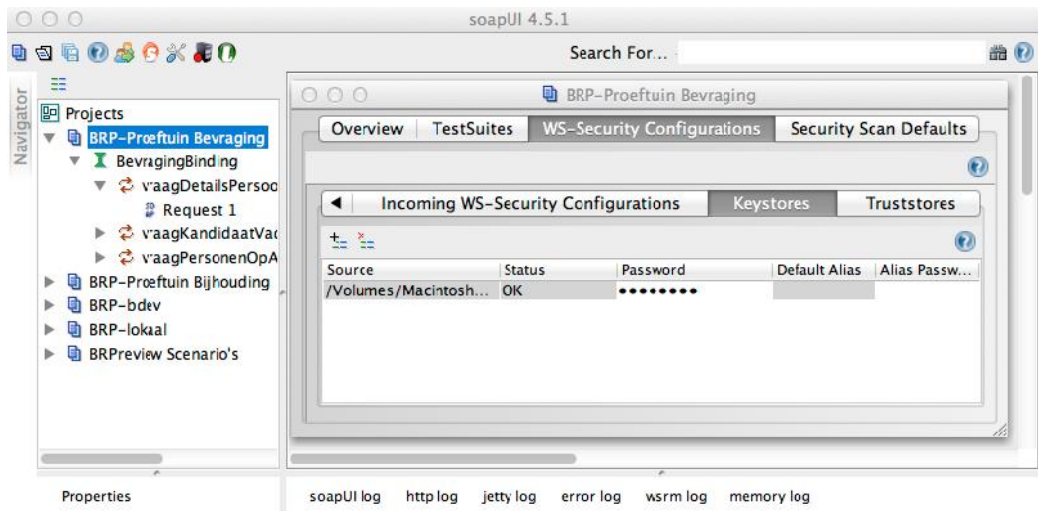 soapUI 4.5.1
Search For...
Navigator
Projects
BRP-Proeftuin Bevraging
BevragingBinding
vraagDetailsPersoo
Request 1
vraagKandidaatVad
vraagPersonenOpA
BRP-Proeftuin Bijhouding
BRP-bdev
BRP-lokaal
BRPreview Scenario's
BRP-Proeftuin Bevraging
Overview TestSuites WS-Security Configurations Security Scan Defaults
Incoming WS-Security Configurations Keystores Truststores
Source Status Password Default Alias Alias Passw...
/Volumes/Macintosh... OK ••••••••
Properties
soapUI log http log jetty log error log wsrm log memory log